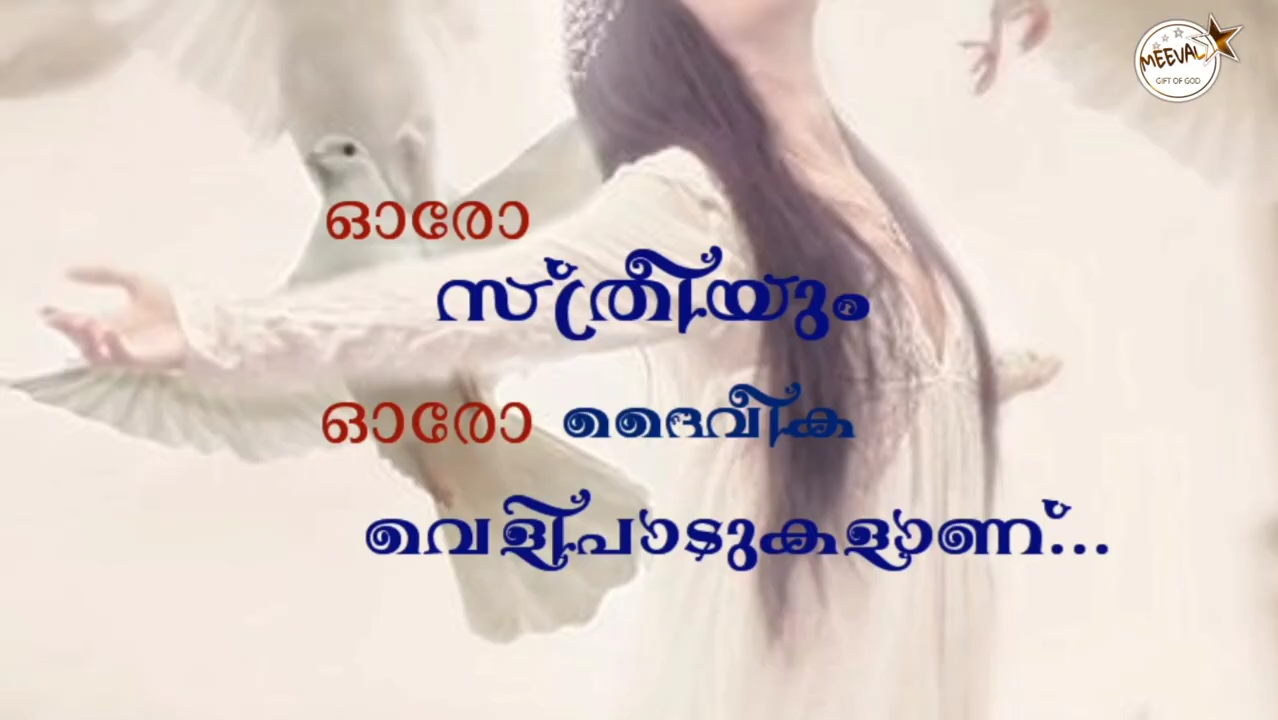 MEEVAL
GIFT OF GOD
ഓരോ
സ്ത്രീയും
ഓരോ ദൈവീക
വെളിപാടുകളാണ്...